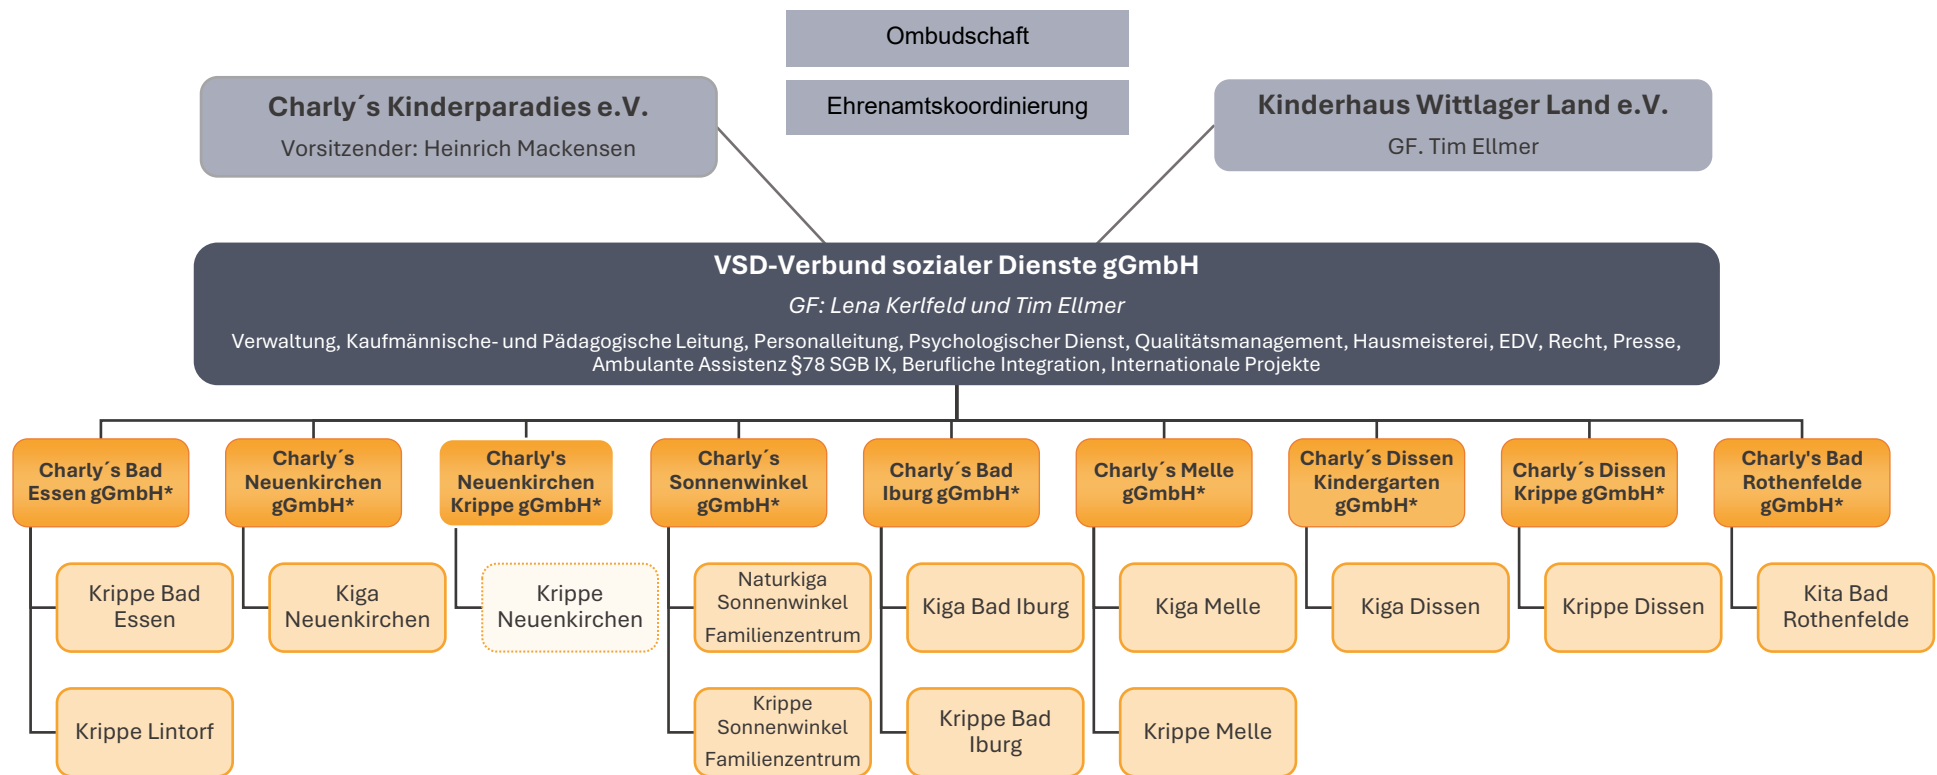 Ombudschaft
Ehrenamtskoordinierung
Charly´s Kinderparadies e.V.
Vorsitzender: Heinrich Mackensen
Kinderhaus Wittlager Land e.V.
GF. Tim Ellmer
VSD-Verbund sozialer Dienste gGmbH
GF: Lena Kerlfeld und Tim Ellmer
Verwaltung, Kaufmännische- und Pädagogische Leitung, Personalleitung, Psychologischer Dienst, Qualitätsmanagement, Hausmeisterei, EDV, Recht, Presse,
Ambulante Assistenz §78 SGB IX, Berufliche Integration, Internationale Projekte
Charly´s Bad
Essen gGmbH*
Krippe Bad
Essen
Krippe Lintorf
Charly´s
Neuenkirchen
gGmbH*
Kiga
Neuenkirchen
Charly's
Neuenkirchen
Krippe gGmbH*
Krippe
Neuenkirchen
Charly´s
Sonnenwinkel
gGmbH*
Naturkiga
Sonnenwinkel
Familienzentrum
Krippe
Sonnenwinkel
Familienzentrum
Charly´s Bad
Iburg gGmbH*
Kiga Bad Iburg
Krippe Bad
Iburg
Charly´s Melle
gGmbH*
Kiga Melle
Krippe Melle
Charly´s Dissen
Kindergarten
gGmbH*
Kiga Dissen
Charly´s Dissen
Krippe gGmbH*
Krippe Dissen
Charly's Bad
Rothenfelde
gGmbH*
Kita Bad
Rothenfelde